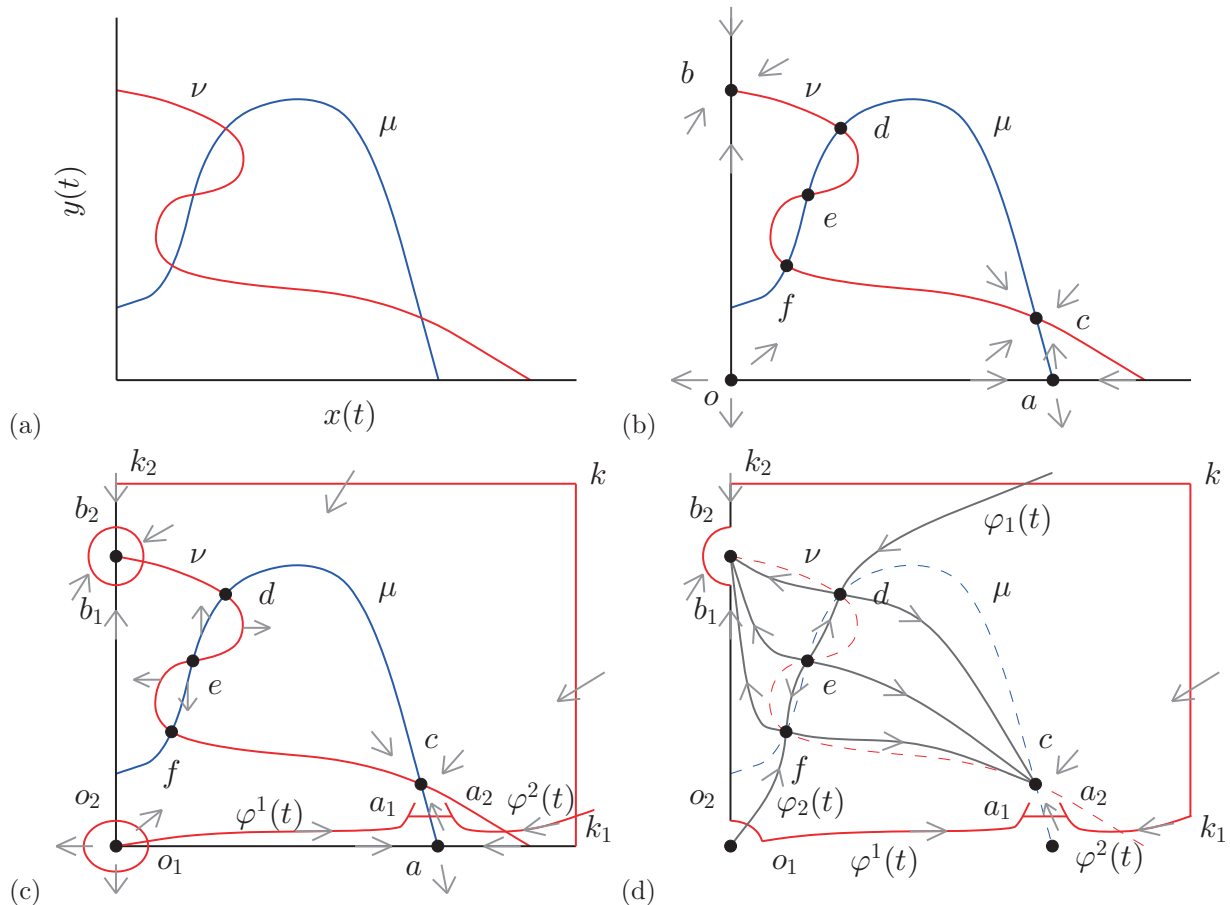 ν
μ
y(t)
x(t)
(a)
b
ν
d
μ
e
f
c
o
a
(b)
k₂
k
b₂
ν
b₁
d
μ
e
f
c
o₂
a₁
a₂
φ¹(t)
φ²(t)
k₁
o₁
a
(c)
k₂
k
b₂
φ₁(t)
ν
b₁
d
μ
e
f
c
o₂
φ₂(t)
a₁
a₂
k₁
o₁
φ¹(t)
φ²(t)
(d)